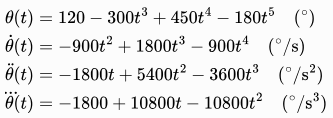 θ(t) = 120 − 300t³ + 450t⁴ − 180t⁵ (°)
θ̇(t) = −900t² + 1800t³ − 900t⁴ (°/s)
θ̈(t) = −1800t + 5400t² − 3600t³ (°/s²)
θ⃛(t) = −1800 + 10800t − 10800t² (°/s³)